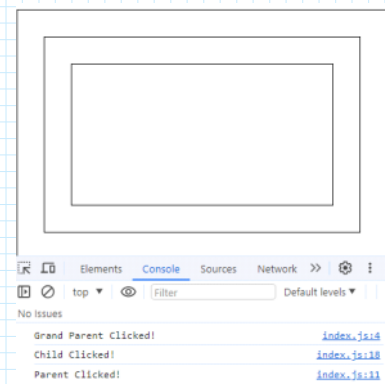 Elements Console Sources Network
top Filter Default levels
No Issues
Grand Parent Clicked! index.js:4
Child Clicked! index.js:18
Parent Clicked! index.js:11